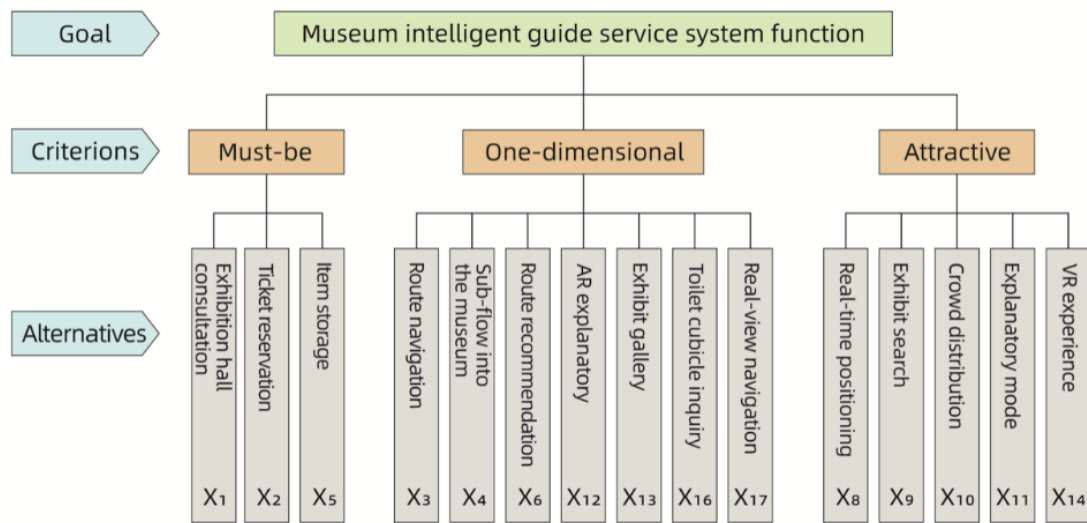 Goal
Museum intelligent guide service system function
Criterions
Must-be
One-dimensional
Attractive
Alternatives
Exhibition hall
consultation
X₁
Ticket reservation
X₂
Item storage
X₅
Route navigation
X₃
Sub-flow into
the museum
X₄
Route recommendation
X₆
AR explanatory
X₁₂
Exhibit gallery
X₁₃
Toilet cubicle inquiry
X₁₆
Real-view navigation
X₁₇
Real-time positioning
X₈
Exhibit search
X₉
Crowd distribution
X₁₀
Explanatory mode
X₁₁
VR experience
X₁₄